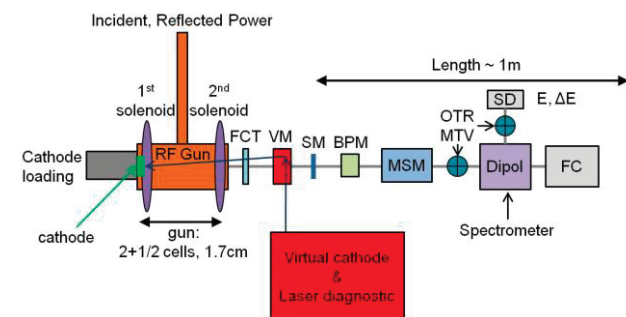 Incident, Reflected Power
Length ~ 1m
1st
solenoid
2nd
solenoid
SD
E, ΔE
OTR
MTV
FCT
VM
SM
BPM
RF Gun
MSM
Dipol
FC
Cathode
loading
cathode
gun:
2+1/2 cells, 1.7cm
Spectrometer
Virtual cathode
&
Laser diagnostic